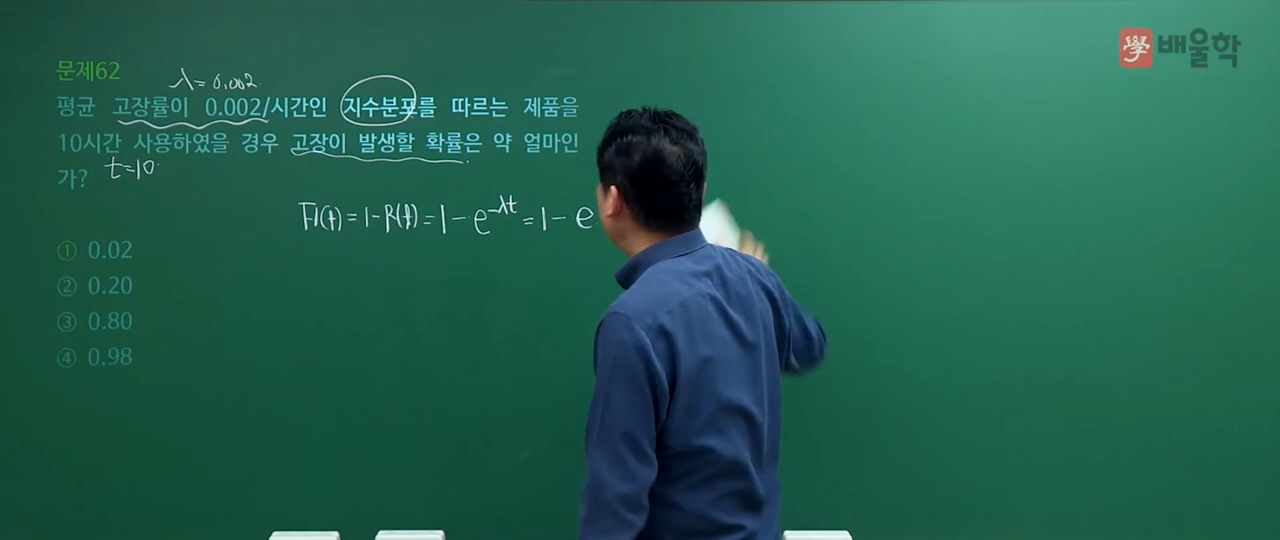 學 배울학
문제62
λ=0.002
평균 고장률이 0.002/시간인 지수분포를 따르는 제품을
10시간 사용하였을 경우 고장이 발생할 확률은 약 얼마인
가? t=10
F(t)=1-R(t)=1-e^-λt=1-e
① 0.02
② 0.20
③ 0.80
④ 0.98